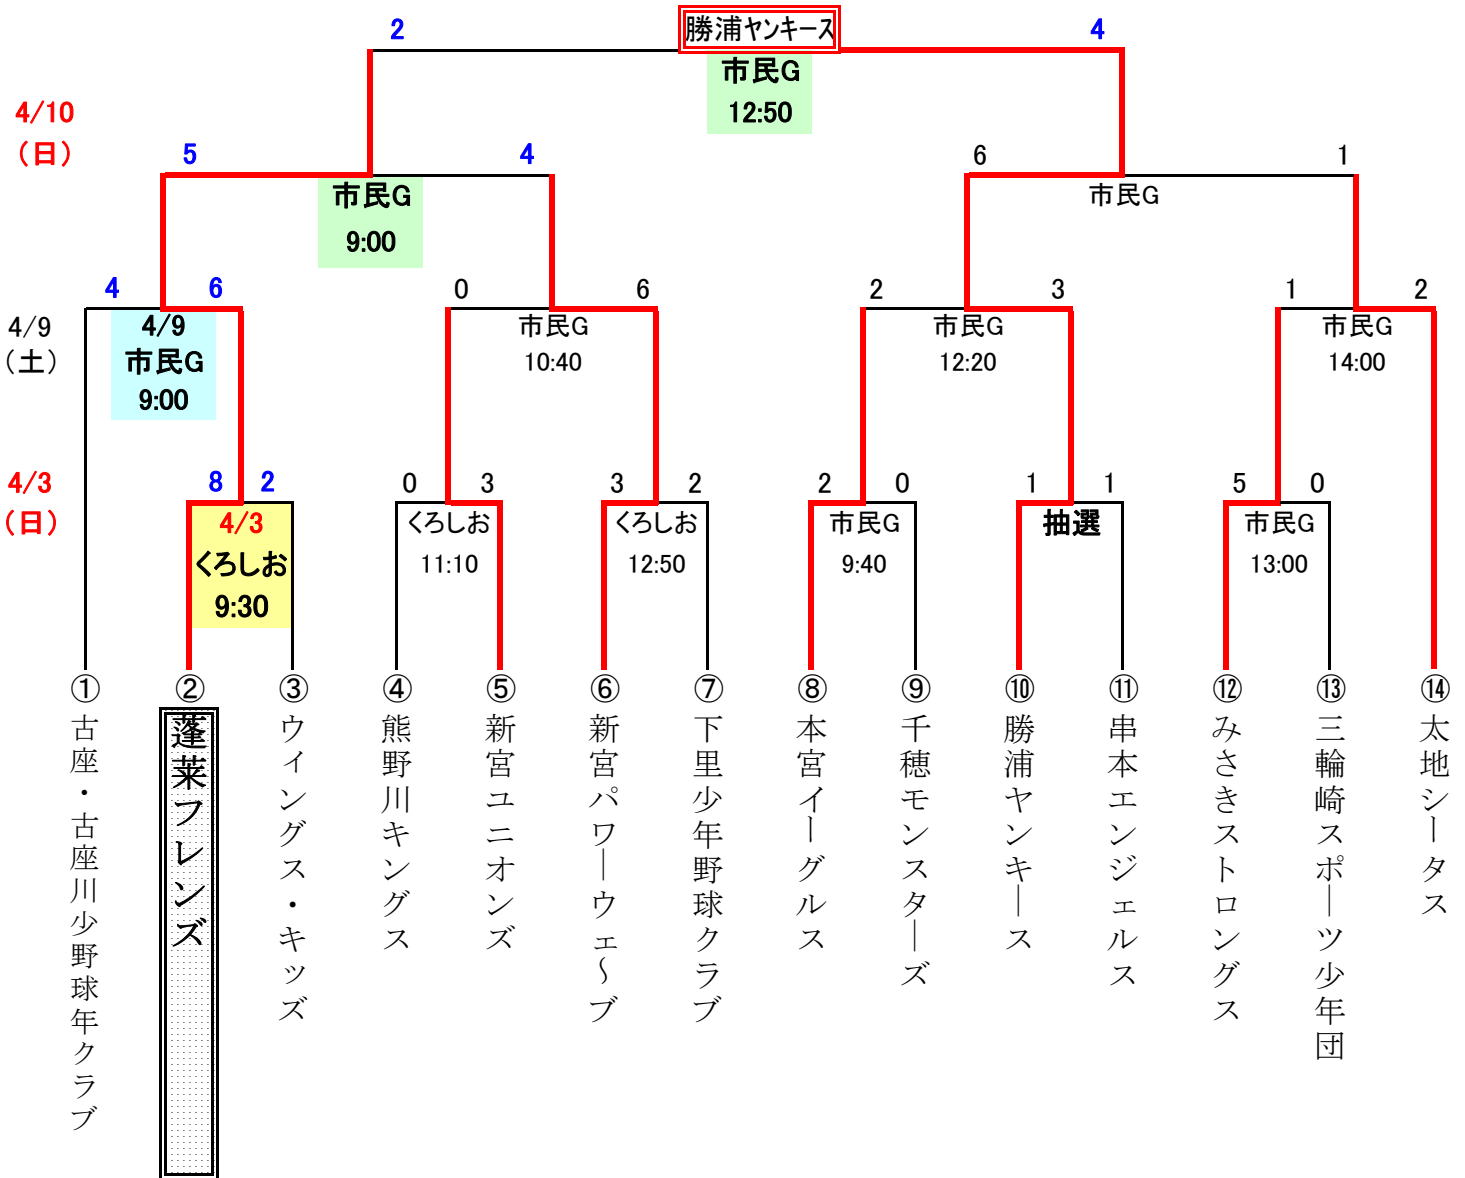 2
勝浦ヤンキース
4
市民G
12:50
4/10
（日）
5
4
6
1
市民G
9:00
市民G
4
6
0
6
2
3
1
2
4/9
（土）
4/9
市民G
9:00
市民G
10:40
市民G
12:20
市民G
14:00
4/3
（日）
8
2
0
3
3
2
2
0
1
1
5
0
4/3
くろしお
9:30
くろしお
11:10
くろしお
12:50
市民G
9:40
抽選
市民G
13:00
①
古座・古座川少野球年クラブ
②
蓬莱フレンズ
③
ウィングス・キッズ
④
熊野川キングス
⑤
新宮ユニオンズ
⑥
新宮パワーウェ～ブ
⑦
下里少年野球クラブ
⑧
本宮イーグルス
⑨
千穂モンスターズ
⑩
勝浦ヤンキース
⑪
串本エンジェルス
⑫
みさきストロングス
⑬
三輪崎スポーツ少年団
⑭
太地シータス